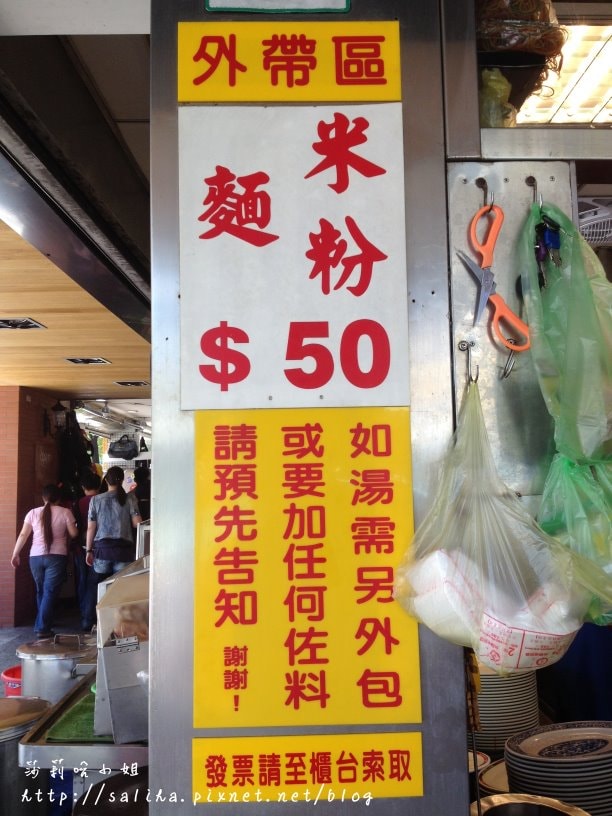 外帶區
米粉
麵
$50
如湯需另外包
或要加任何佐料
請預先告知 謝謝！
發票請至櫃台索取
莎莉哈小姐
http://saliha.pixnet.net/blog